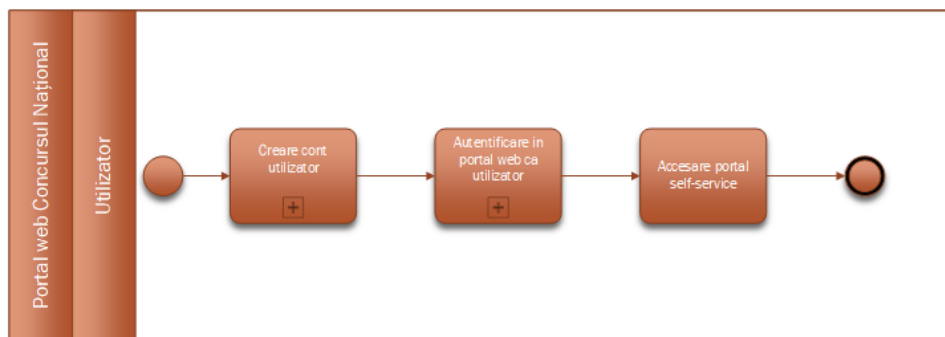 Portal web Concursul Național
Utilizator
Creare cont
utilizator
Autentificare in
portal web ca
utilizator
Accesare portal
self-service